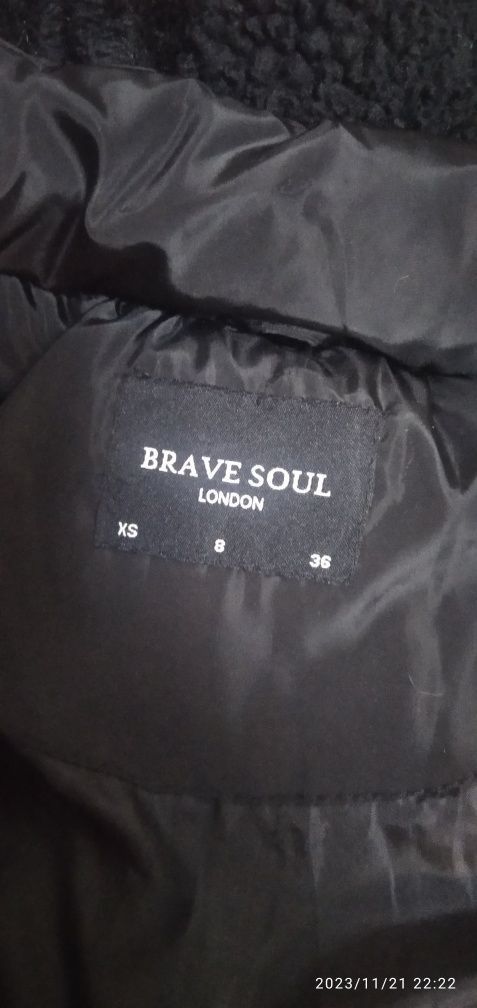 BRAVE SOUL
LONDON
XS 8 36
2023/11/21 22:22